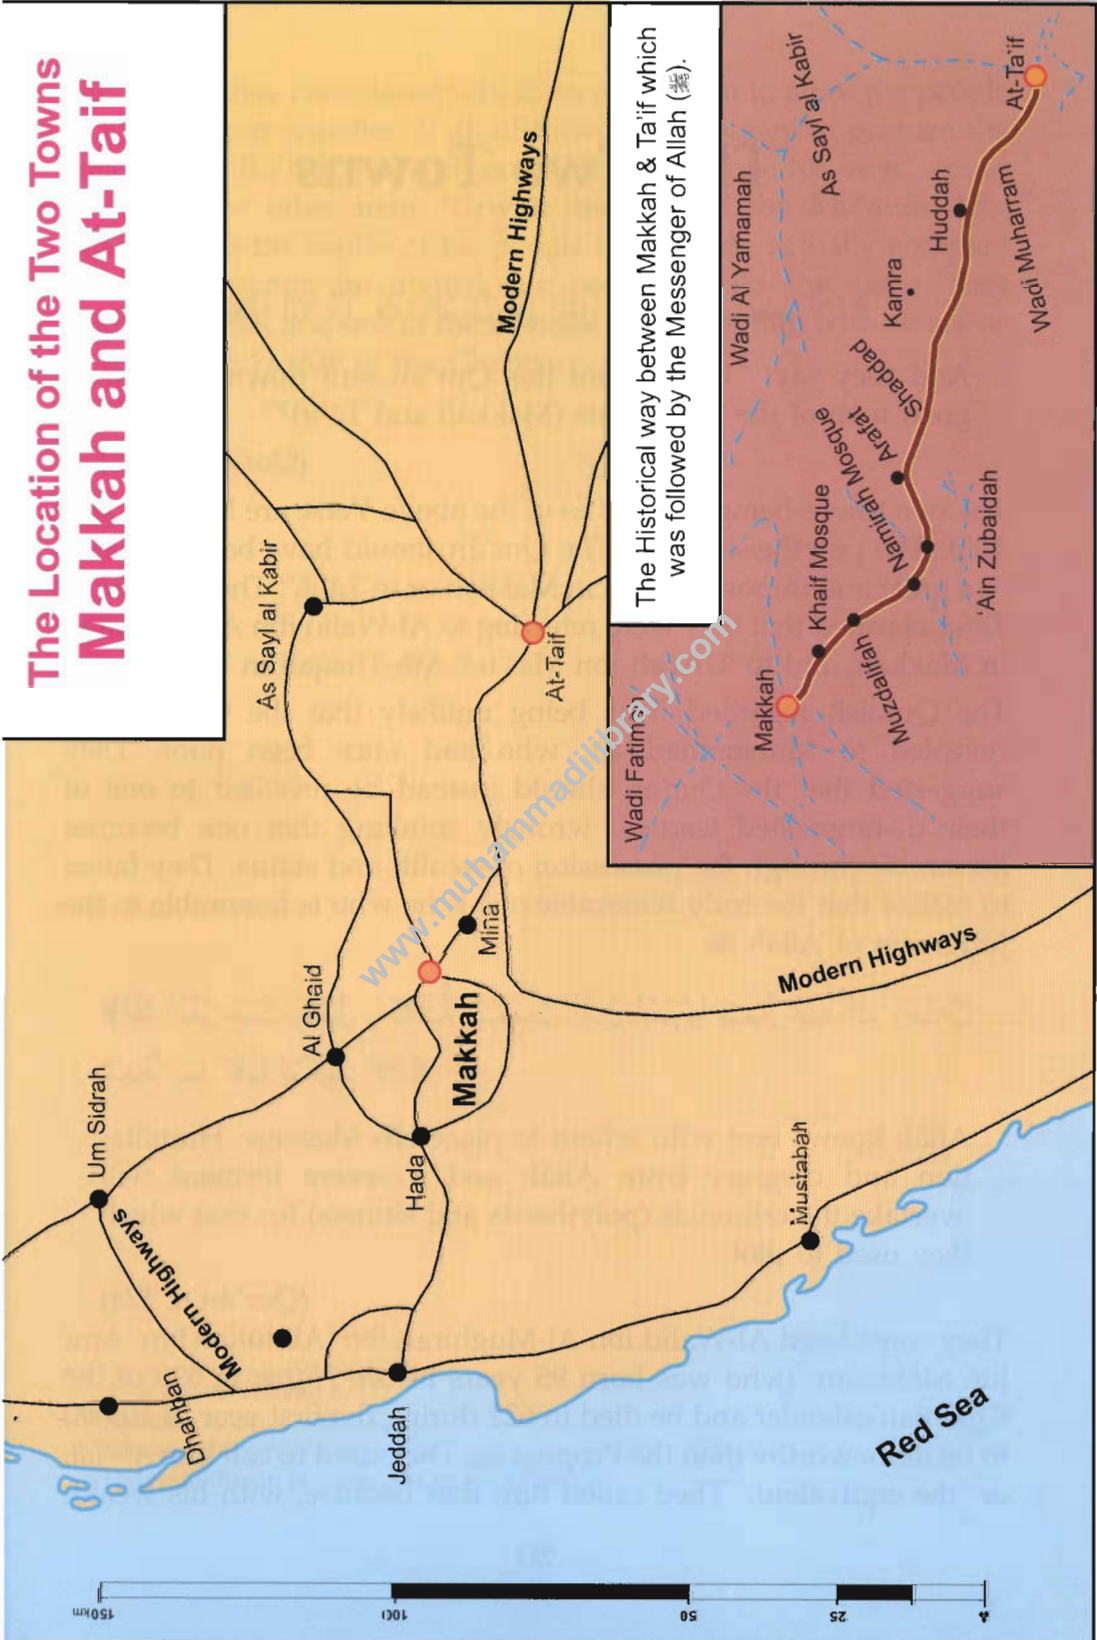 The Location of the Two Towns
Makkah and At-Taif
Um Sidrah
Modern Highways
Dhahban
Al Ghaid
As Sayl al Kabir
Hada
Makkah
Mina
At-Taif
Modern Highways
Jeddah
Modern Highways
Mustabah
Red Sea
The Historical way between Makkah & Ta'if which
was followed by the Messenger of Allah (ﷺ).
Wadi Fatimah
Wadi Al Yamamah
As Sayl al Kabir
Makkah
Khaif Mosque
Muzdalifah
Namirah Mosque
Arafat
Shaddad
Kamra
Huddah
At-Ta'if
'Ain Zubaidah
Wadi Muharram
www.muhammadilibrary.com
150km
100
50
25